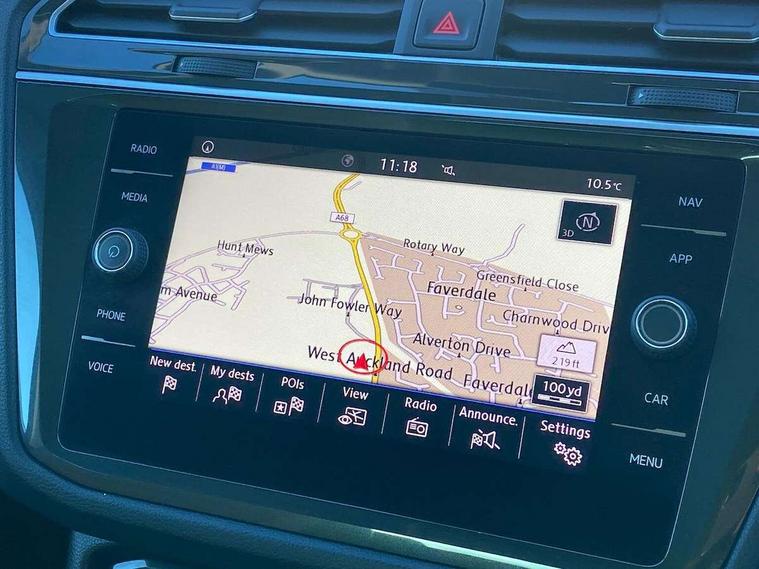 RADIO
MEDIA
PHONE
VOICE
11:18
10.5°C
A1(M)
A68
3D
N
Hunt Mews
Rotary Way
Greensfield Close
m Avenue
John Fowler Way
Faverdale
Charnwood Driv
Alverton Drive
219 ft
West Auckland Road
Faverdale
100 yd
New dest.
My dests
POIs
View
Radio
Announce.
Settings
NAV
APP
CAR
MENU